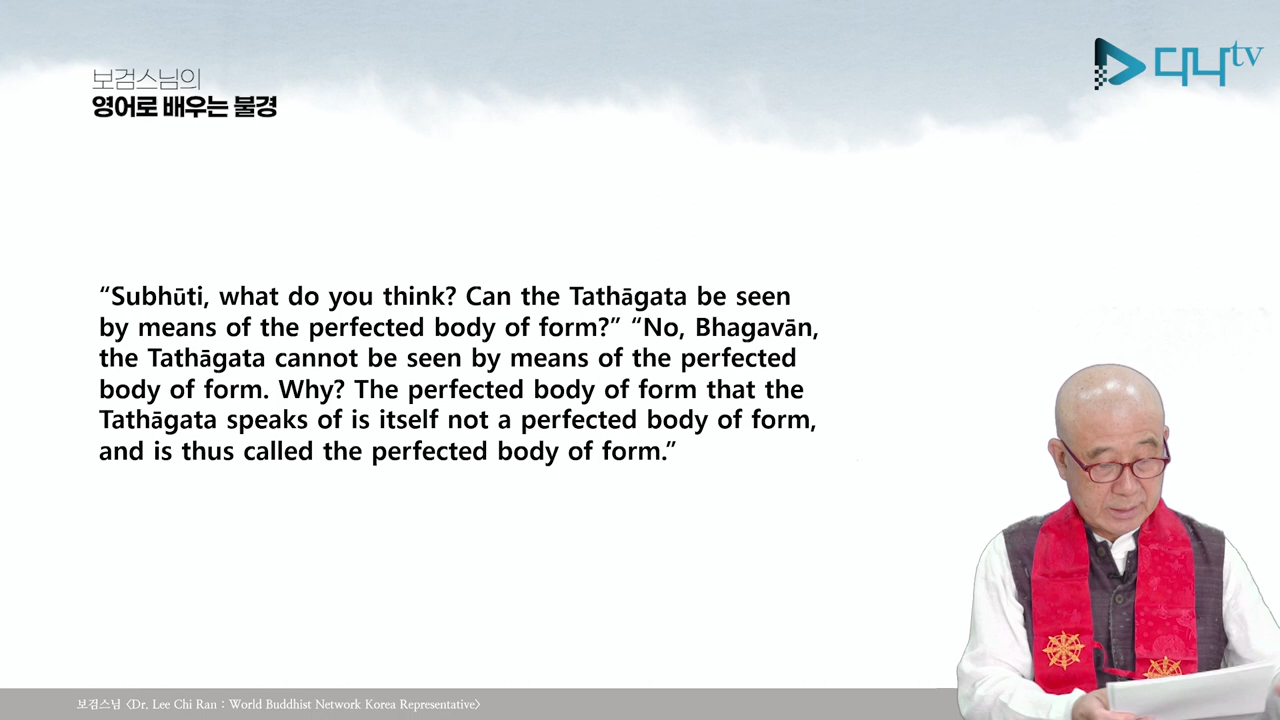 보검스님의
영어로 배우는 불경
다나tv
“Subhūti, what do you think? Can the Tathāgata be seen
by means of the perfected body of form?” “No, Bhagavān,
the Tathāgata cannot be seen by means of the perfected
body of form. Why? The perfected body of form that the
Tathāgata speaks of is itself not a perfected body of form,
and is thus called the perfected body of form.”
보검스님 <Dr. Lee Chi Ran : World Buddhist Network Korea Representative>